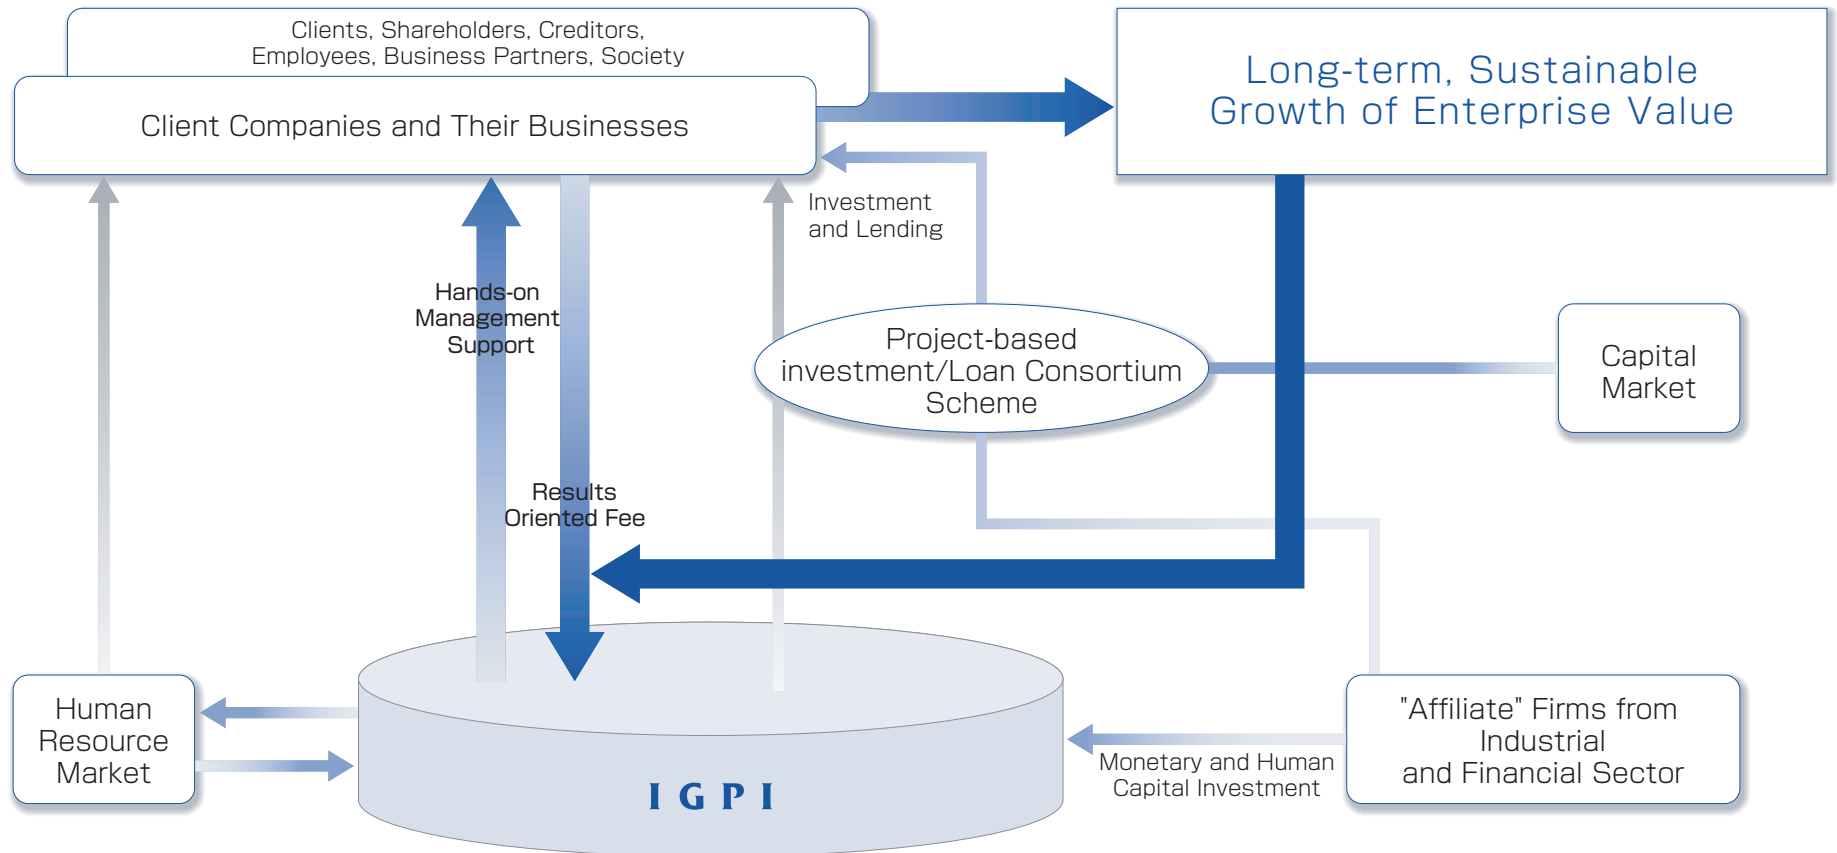 Clients, Shareholders, Creditors,
Employees, Business Partners, Society
Client Companies and Their Businesses
Long-term, Sustainable
Growth of Enterprise Value
Investment
and Lending
Hands-on
Management
Support
Project-based
investment/Loan Consortium
Scheme
Capital
Market
Results
Oriented Fee
Human
Resource
Market
IGPI
Monetary and Human
Capital Investment
"Affiliate" Firms from
Industrial
and Financial Sector